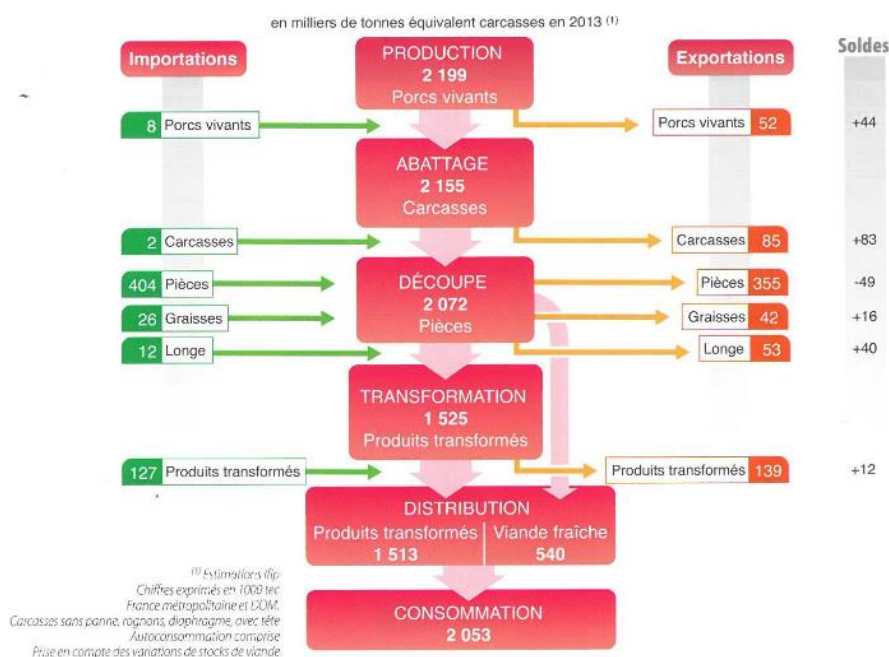 en milliers de tonnes équivalent carcasses en 2013 (1)
Importations
PRODUCTION
2 199
Porcs vivants
Exportations
Soldes
8 Porcs vivants
Porcs vivants 52
+44
ABATTAGE
2 155
Carcasses
2 Carcasses
Carcasses 85
+83
404 Pièces
DÉCOUPE
2 072
Pièces
Pièces 355
-49
26 Graisses
Graisses 42
+16
12 Longe
Longe 53
+40
TRANSFORMATION
1 525
Produits transformés
127 Produits transformés
Produits transformés 139
+12
DISTRIBUTION
Produits transformés
1 513
Viande fraîche
540
CONSOMMATION
2 053
(1) Estimations Ifip
Chiffres exprimés en 1000 tec
France métropolitaine et DOM.
Carcasses sans panne, rognons, diaphragme, avec tête
Autoconsommation comprise
Prise en compte des variations de stocks de viande